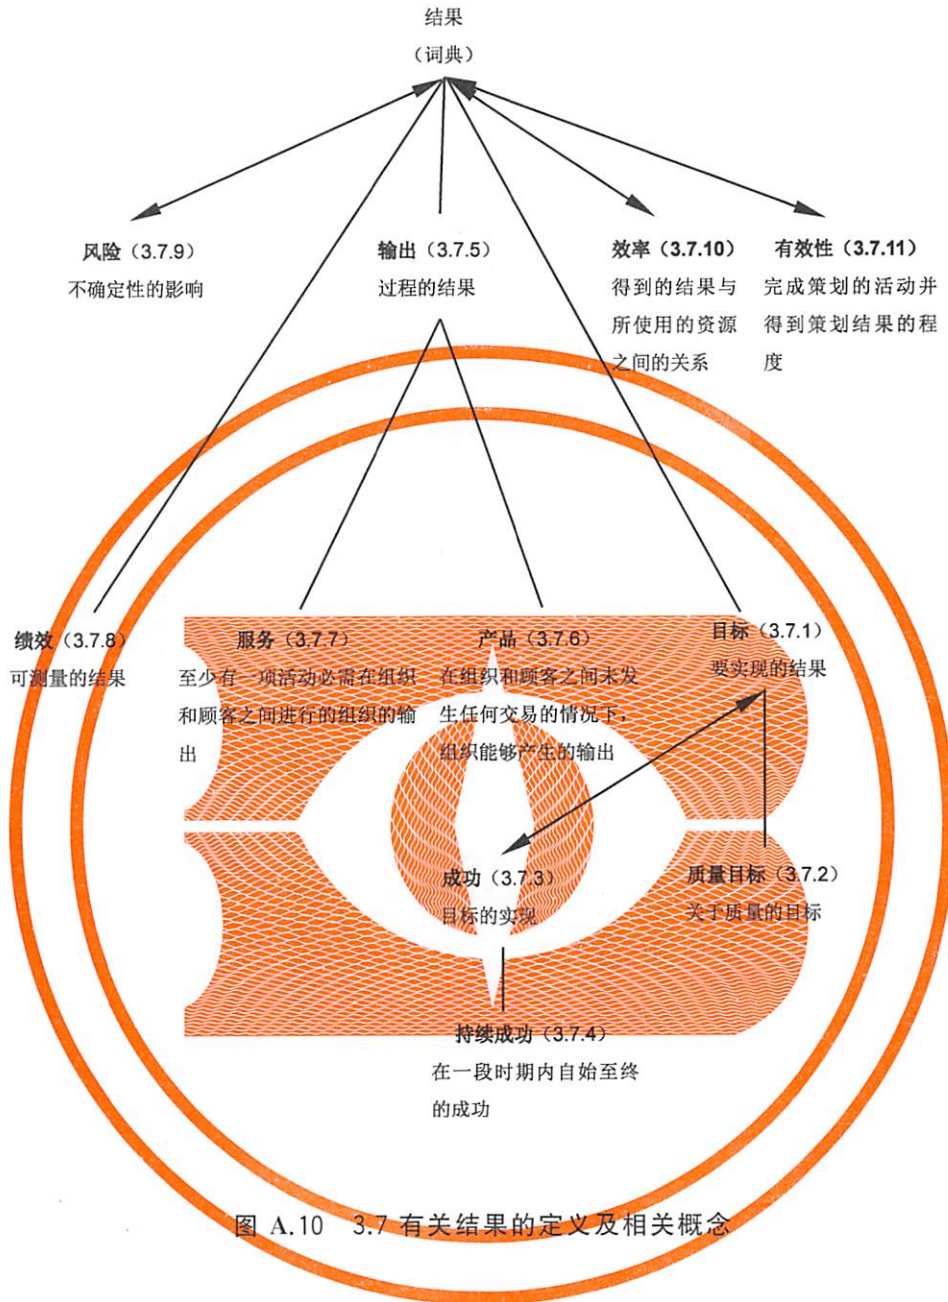 结果
（词典）
风险（3.7.9）
不确定性的影响
输出（3.7.5）
过程的结果
效率（3.7.10）
得到的结果与
所使用的资源
之间的关系
有效性（3.7.11）
完成策划的活动并
得到策划结果的程
度
绩效（3.7.8）
可测量的结果
服务（3.7.7）
至少有一项活动必需在组织
和顾客之间进行的组织的输
出
产品（3.7.6）
在组织和顾客之间未发
生任何交易的情况下，
组织能够产生的输出
目标（3.7.1）
要实现的结果
成功（3.7.3）
目标的实现
质量目标（3.7.2）
关于质量的目标
持续成功（3.7.4）
在一段时期内自始至终
的成功
图 A.10 3.7 有关结果的定义及相关概念